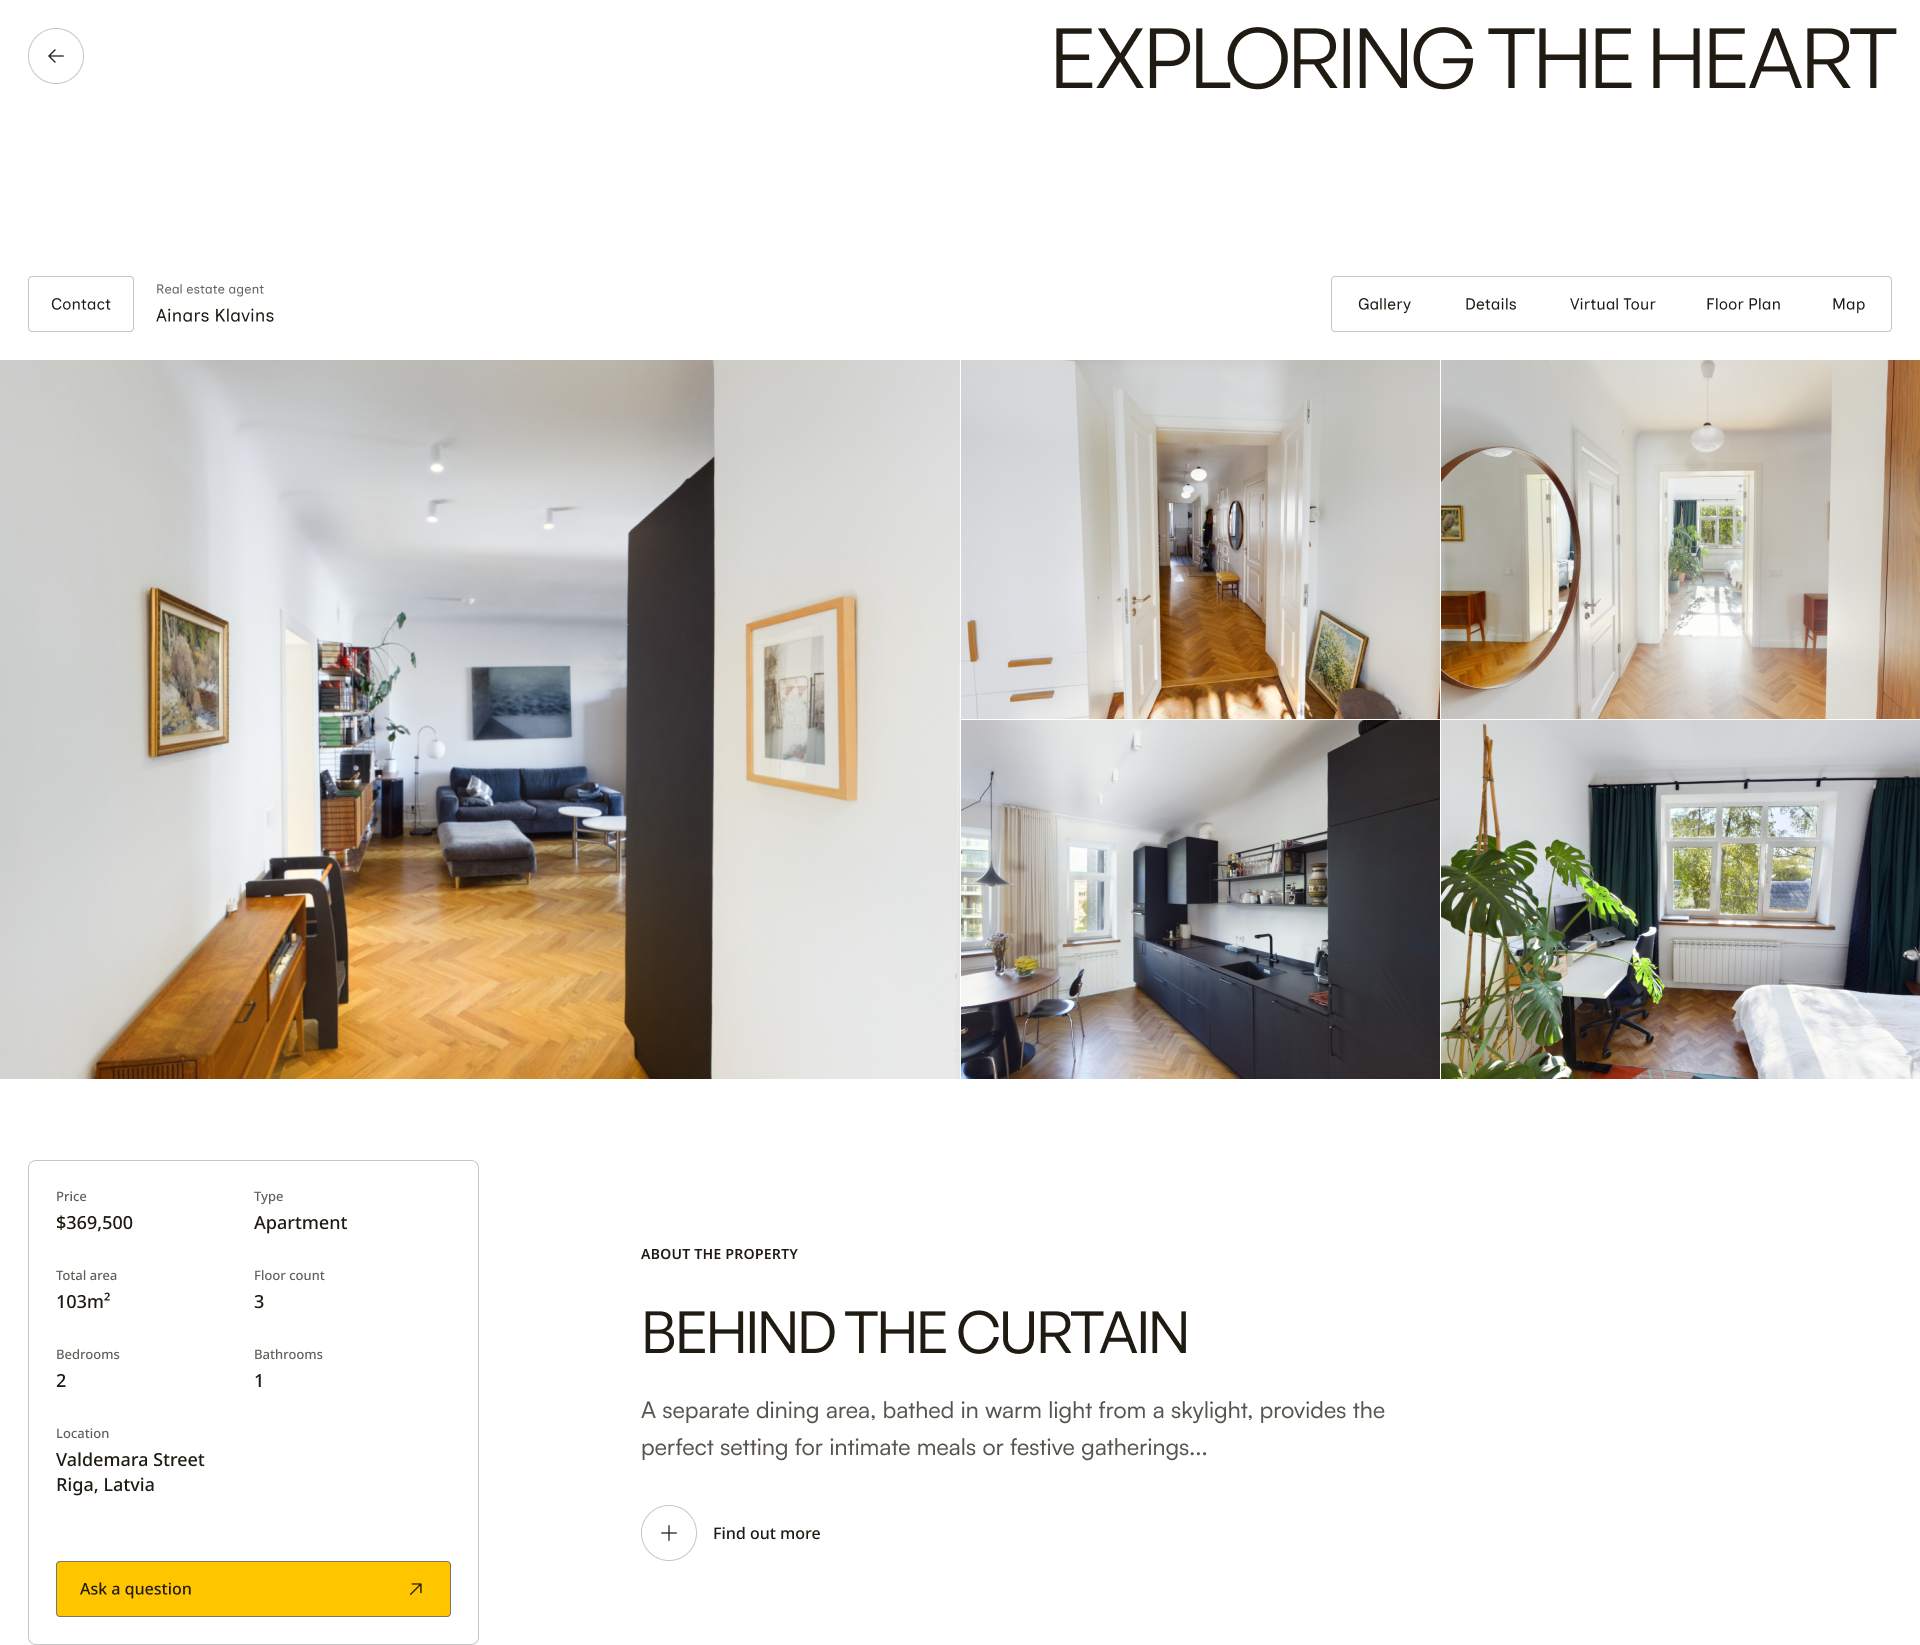 EXPLORING THE HEART
Contact
Real estate agent
Ainars Klavins
Gallery Details Virtual Tour Floor Plan Map
Price
$369,500
Type
Apartment
Total area
103m²
Floor count
3
Bedrooms
2
Bathrooms
1
Location
Valdemara Street
Riga, Latvia
Ask a question
ABOUT THE PROPERTY
BEHIND THE CURTAIN
A separate dining area, bathed in warm light from a skylight, provides the
perfect setting for intimate meals or festive gatherings...
Find out more